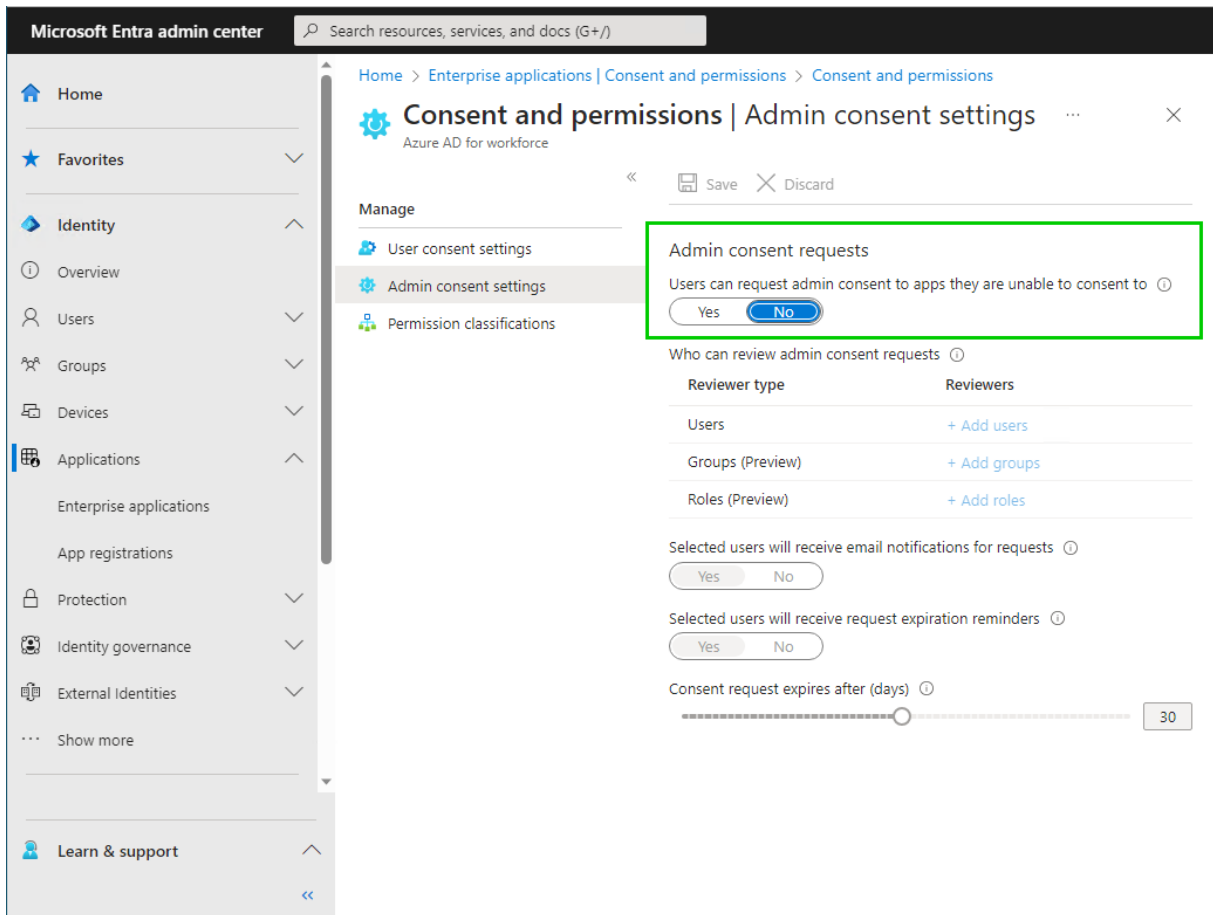 Microsoft Entra admin center
Search resources, services, and docs (G+/)
Home
Favorites
Identity
Overview
Users
Groups
Devices
Applications
Enterprise applications
App registrations
Protection
Identity governance
External Identities
Show more
Learn & support
Home > Enterprise applications | Consent and permissions > Consent and permissions
Consent and permissions | Admin consent settings
Azure AD for workforce
Manage
User consent settings
Admin consent settings
Permission classifications
Save Discard
Admin consent requests
Users can request admin consent to apps they are unable to consent to
Yes No
Who can review admin consent requests
Reviewer type Reviewers
Users + Add users
Groups (Preview) + Add groups
Roles (Preview) + Add roles
Selected users will receive email notifications for requests
Yes No
Selected users will receive request expiration reminders
Yes No
Consent request expires after (days)
30